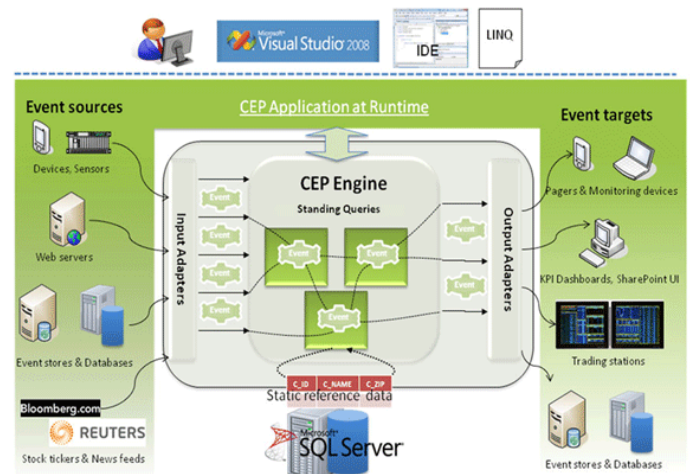 Microsoft
Visual Studio 2008
IDE
LINQ
Event sources
CEP Application at Runtime
Event targets
Devices, Sensors
Web servers
Event stores & Databases
Bloomberg.com
REUTERS
Stock tickers & News feeds
Input Adapters
Event
Event
Event
Event
CEP Engine
Standing Queries
Event
Event
Event
Event
Event
Output Adapters
Pagers & Monitoring devices
KPI Dashboards, SharePoint UI
Trading stations
Event stores & Databases
C_ID C_NAME C_ZIP
Static reference data
Microsoft
SQL Server